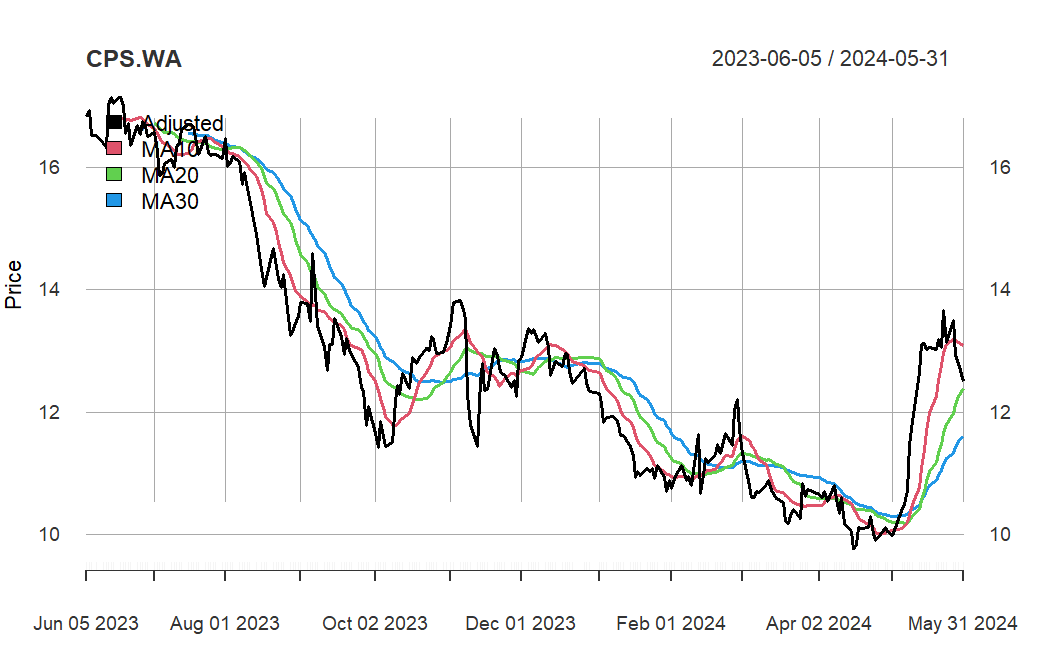 CPS.WA 2023-06-05 / 2024-05-31
Adjusted
MA10
MA20
MA30
Price
16 16
14 14
12 12
10 10
Jun 05 2023 Aug 01 2023 Oct 02 2023 Dec 01 2023 Feb 01 2024 Apr 02 2024 May 31 2024